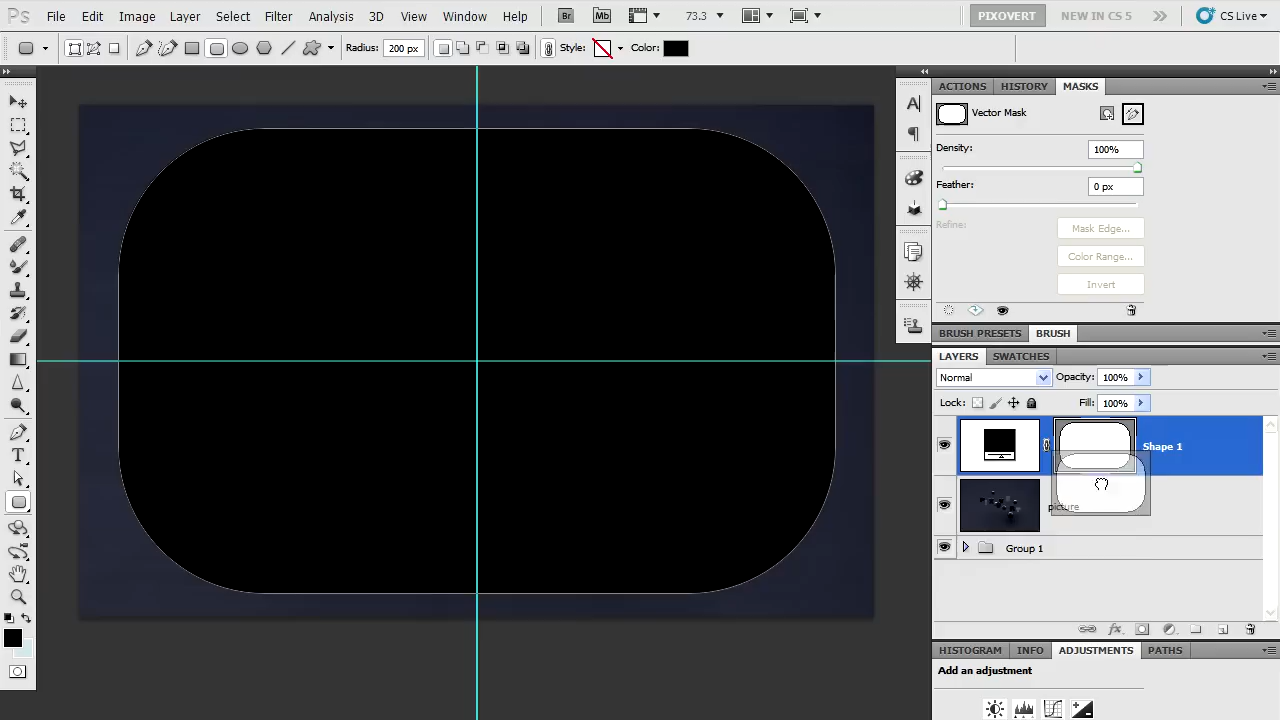 Ps File Edit Image Layer Select Filter Analysis 3D View Window Help Br Mb 73.3 PIXOVERT NEW IN CS 5 CS Live
Radius: 200 px Style: Color:
ACTIONS HISTORY MASKS
Vector Mask
Density: 100%
Feather: 0 px
Refine: Mask Edge...
Color Range...
Invert
BRUSH PRESETS BRUSH
LAYERS SWATCHES
Normal Opacity: 100%
Lock: Fill: 100%
Shape 1
picture
Group 1
fx
HISTOGRAM INFO ADJUSTMENTS PATHS
Add an adjustment